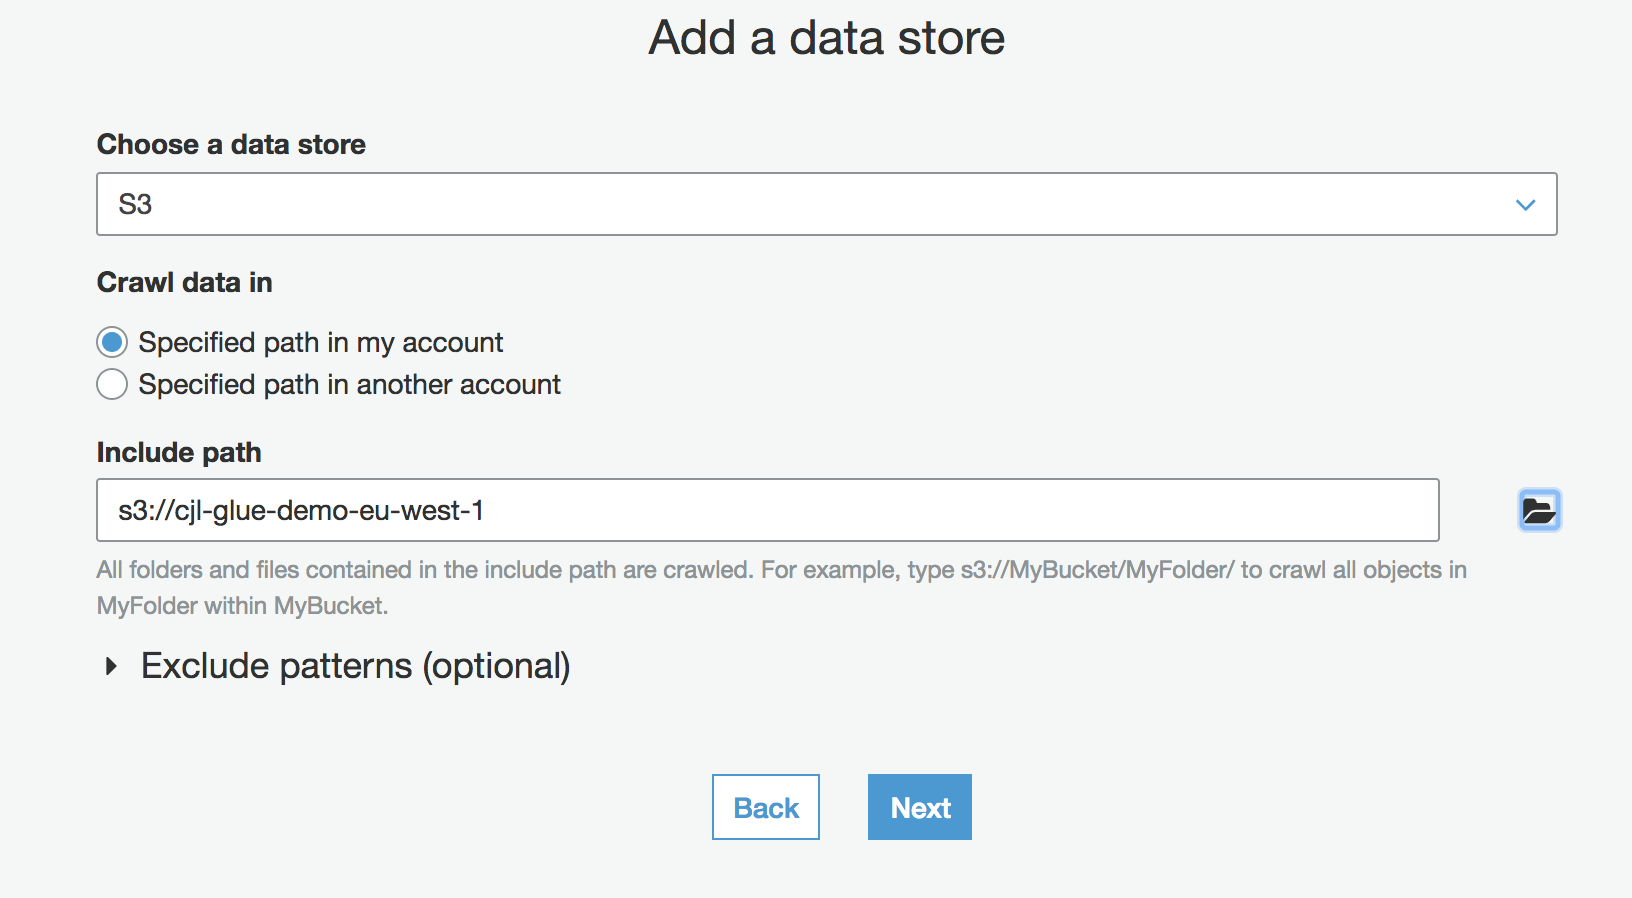 Add a data store
Choose a data store
S3
Crawl data in
Specified path in my account
Specified path in another account
Include path
s3://cjl-glue-demo-eu-west-1
All folders and files contained in the include path are crawled. For example, type s3://MyBucket/MyFolder/ to crawl all objects in
MyFolder within MyBucket.
Exclude patterns (optional)
Back
Next